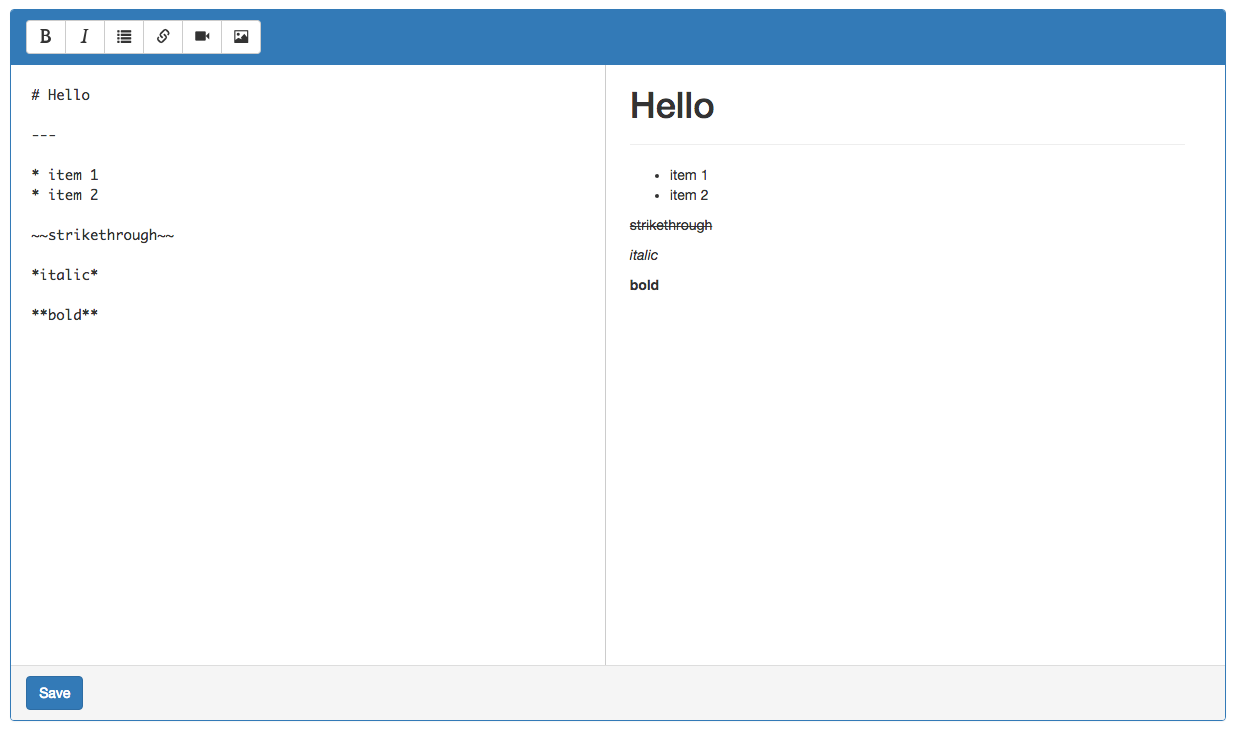 B I
# Hello
---
* item 1
* item 2
~~strikethrough~~
*italic*
**bold**
Hello
• item 1
• item 2
strikethrough
italic
bold
Save